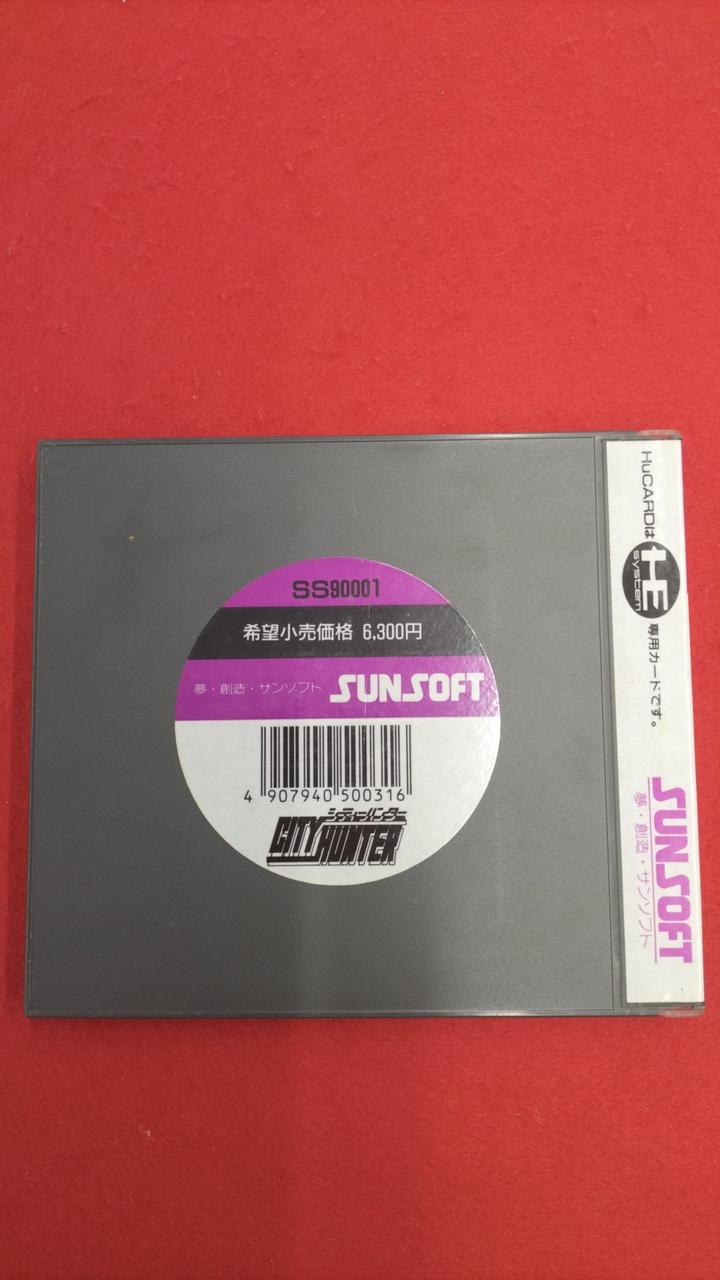 SS90001
希望小売価格 6,300円
夢・創造・サンソフト SUNSOFT
4 907940 500316
シティーハンター
CITY HUNTER
HuCARDは HE system 専用カードです。
SUNSOFT
夢・創造・サンソフト